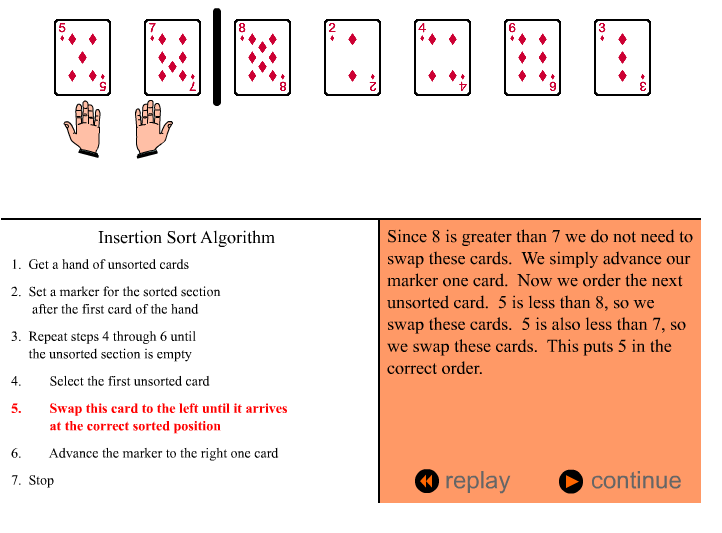 5 7 8 2 4 6 3
5 7 8 2 4 6 3
Insertion Sort Algorithm
1. Get a hand of unsorted cards
2. Set a marker for the sorted section
after the first card of the hand
3. Repeat steps 4 through 6 until
the unsorted section is empty
4. Select the first unsorted card
5. Swap this card to the left until it arrives
at the correct sorted position
6. Advance the marker to the right one card
7. Stop
Since 8 is greater than 7 we do not need to
swap these cards. We simply advance our
marker one card. Now we order the next
unsorted card. 5 is less than 8, so we
swap these cards. 5 is also less than 7, so
we swap these cards. This puts 5 in the
correct order.
replay continue